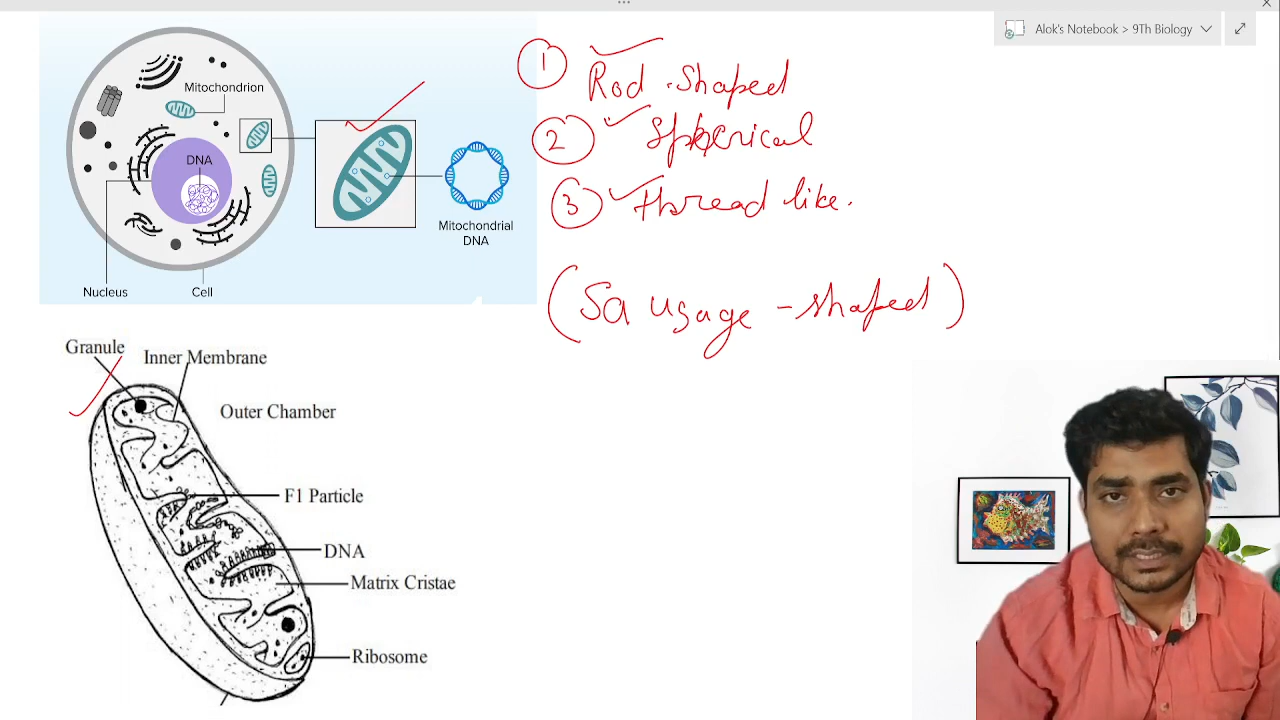 Alok's Notebook > 9Th Biology
Mitochondrion
DNA
Mitochondrial
DNA
Nucleus
Cell
1 Rod-Shaped
2 Spherical
3 Thread like.
(Sausage-shaped)
Granule
Inner Membrane
Outer Chamber
F1 Particle
DNA
Matrix Cristae
Ribosome